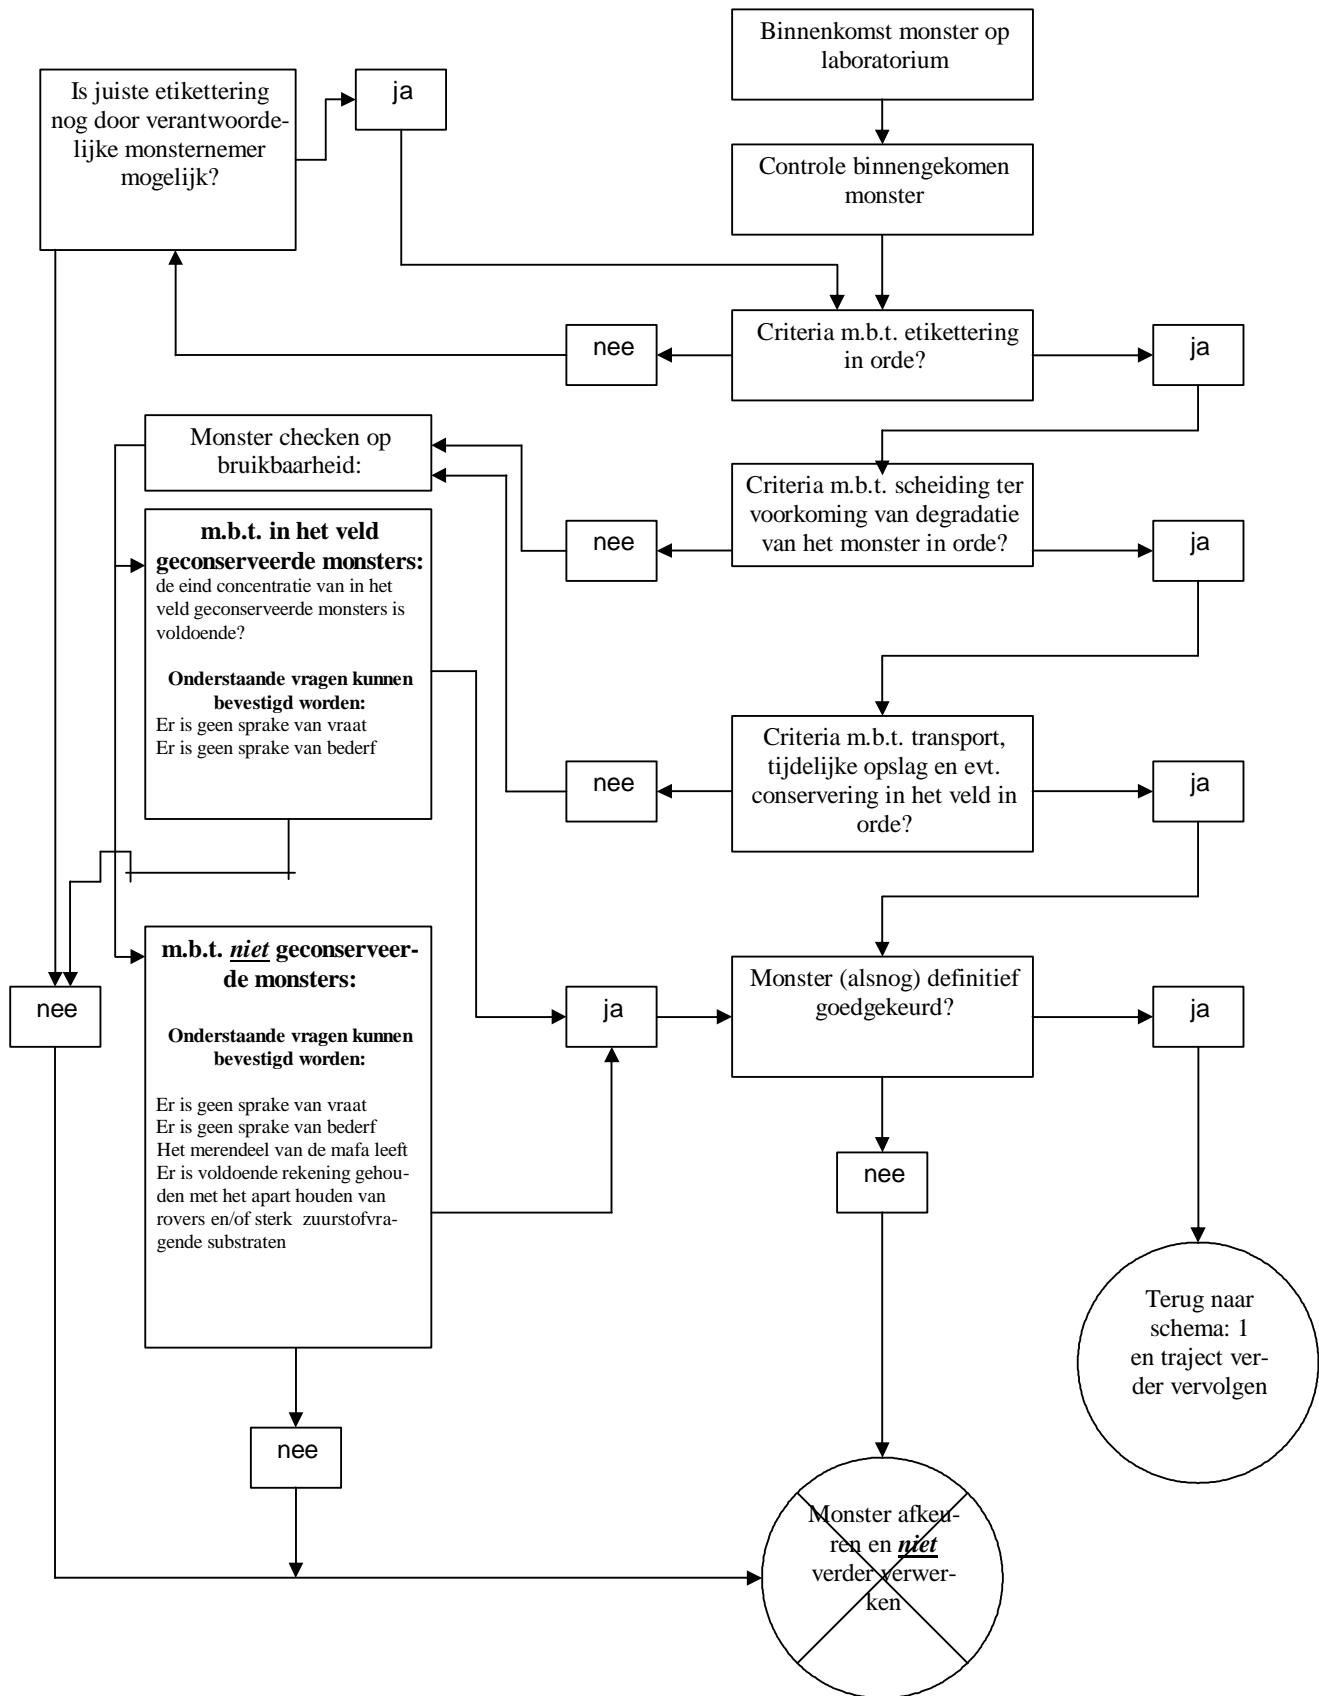 Binnenkomst monster op
laboratorium
Is juiste etikettering
nog door verantwoorde-
lijke monsternemer
mogelijk?
ja
Controle binnengekomen
monster
Criteria m.b.t. etikettering
in orde?
nee
ja
Monster checken op
bruikbaarheid:
Criteria m.b.t. scheiding ter
voorkoming van degradatie
van het monster in orde?
nee
ja
m.b.t. in het veld
geconserveerde monsters:
de eind concentratie van in het
veld geconserveerde monsters is
voldoende?
Onderstaande vragen kunnen
bevestigd worden:
Er is geen sprake van vraat
Er is geen sprake van bederf
Criteria m.b.t. transport,
tijdelijke opslag en evt.
conservering in het veld in
orde?
nee
ja
m.b.t. niet geconserveer-
de monsters:
Onderstaande vragen kunnen
bevestigd worden:
Er is geen sprake van vraat
Er is geen sprake van bederf
Het merendeel van de mafa leeft
Er is voldoende rekening gehou-
den met het apart houden van
rovers en/of sterk zuurstofvra-
gende substraten
nee
ja
Monster (alsnog) definitief
goedgekeurd?
ja
nee
Terug naar
schema: 1
en traject ver-
der vervolgen
nee
Monster afkeu-
ren en niet
verder verwer-
ken